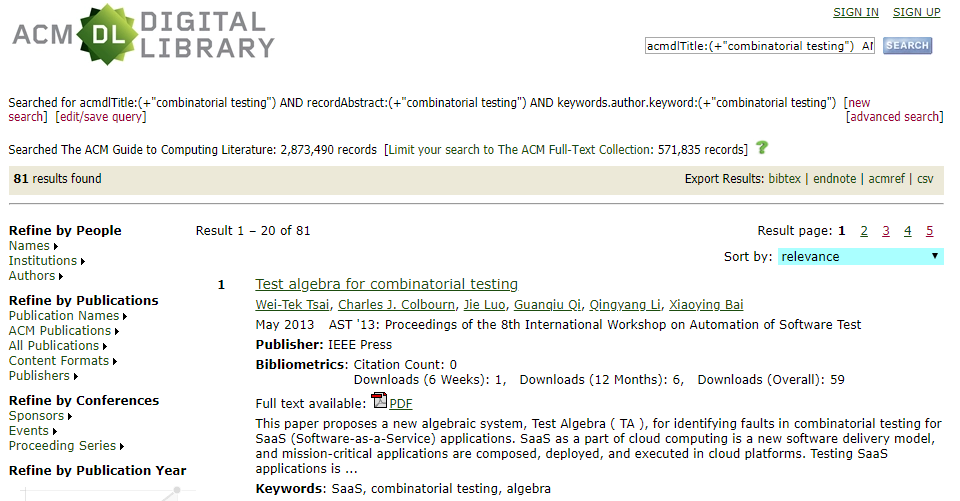 ACM DL DIGITAL LIBRARY
SIGN IN SIGN UP
acmdlTitle:(+"combinatorial testing") AN SEARCH
Searched for acmdlTitle:(+"combinatorial testing") AND recordAbstract:(+"combinatorial testing") AND keywords.author.keyword:(+"combinatorial testing") [new
search] [edit/save query] [advanced search]
Searched The ACM Guide to Computing Literature: 2,873,490 records [Limit your search to The ACM Full-Text Collection: 571,835 records] ?
81 results found Export Results: bibtex | endnote | acmref | csv
Refine by People
Names
Institutions
Authors
Refine by Publications
Publication Names
ACM Publications
All Publications
Content Formats
Publishers
Refine by Conferences
Sponsors
Events
Proceeding Series
Refine by Publication Year
Result 1 – 20 of 81
Result page: 1 2 3 4 5
Sort by: relevance
1 Test algebra for combinatorial testing
Wei-Tek Tsai, Charles J. Colbourn, Jie Luo, Guanqiu Qi, Qingyang Li, Xiaoying Bai
May 2013 AST '13: Proceedings of the 8th International Workshop on Automation of Software Test
Publisher: IEEE Press
Bibliometrics: Citation Count: 0
Downloads (6 Weeks): 1, Downloads (12 Months): 6, Downloads (Overall): 59
Full text available: PDF
This paper proposes a new algebraic system, Test Algebra ( TA ), for identifying faults in combinatorial testing for
SaaS (Software-as-a-Service) applications. SaaS as a part of cloud computing is a new software delivery model,
and mission-critical applications are composed, deployed, and executed in cloud platforms. Testing SaaS
applications is ...
Keywords: SaaS, combinatorial testing, algebra